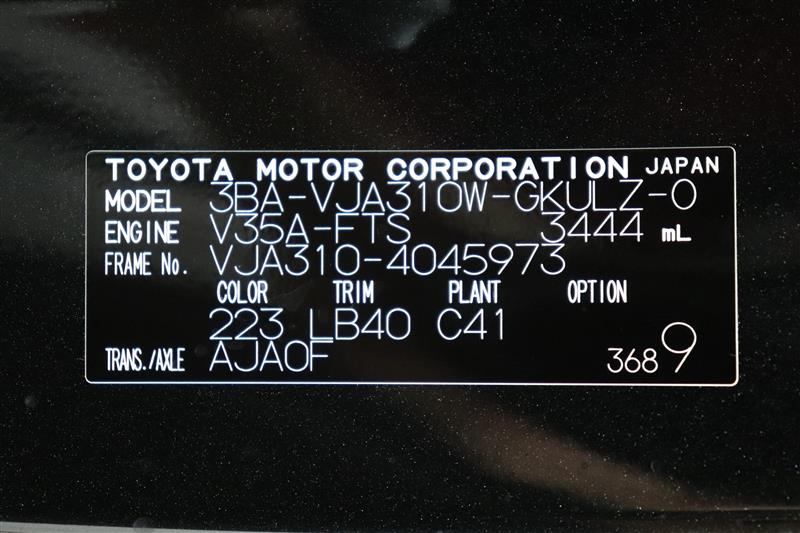 TOYOTA MOTOR CORPORATION JAPAN
MODEL 3BA-VJA310W-GKULZ-0
ENGINE V35A-FTS 3444 mL
FRAME No. VJA310-4045973
COLOR TRIM PLANT OPTION
223 LB40 C41
TRANS./AXLE AJA0F 368 9